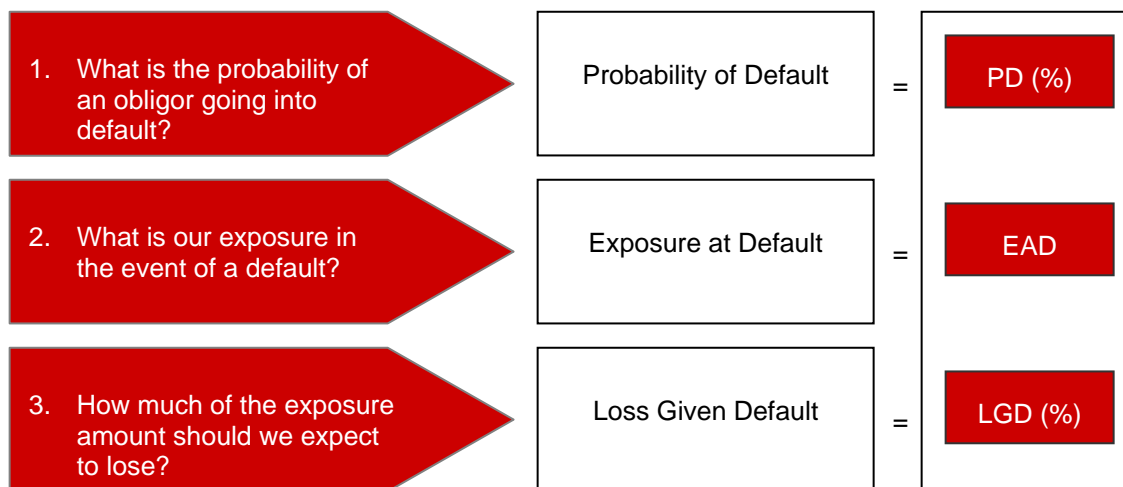 1. What is the probability of
an obligor going into
default?
Probability of Default
=
PD (%)
2. What is our exposure in
the event of a default?
Exposure at Default
=
EAD
3. How much of the exposure
amount should we expect
to lose?
Loss Given Default
=
LGD (%)